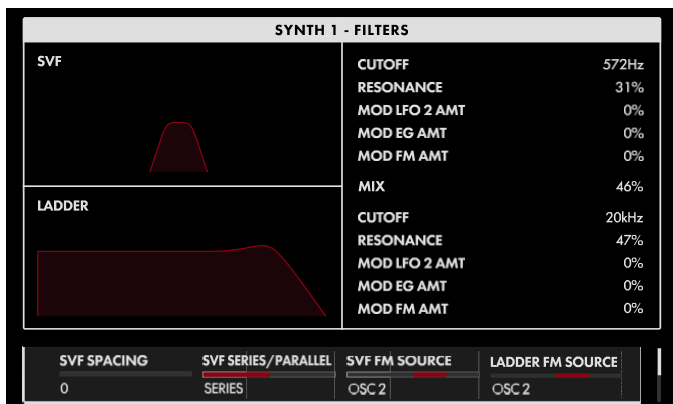 SYNTH 1 - FILTERS
SVF
CUTOFF 572Hz
RESONANCE 31%
MOD LFO 2 AMT 0%
MOD EG AMT 0%
MOD FM AMT 0%
MIX 46%
LADDER
CUTOFF 20kHz
RESONANCE 47%
MOD LFO 2 AMT 0%
MOD EG AMT 0%
MOD FM AMT 0%
SVF SPACING SVF SERIES/PARALLEL SVF FM SOURCE LADDER FM SOURCE
0 SERIES OSC 2 OSC 2